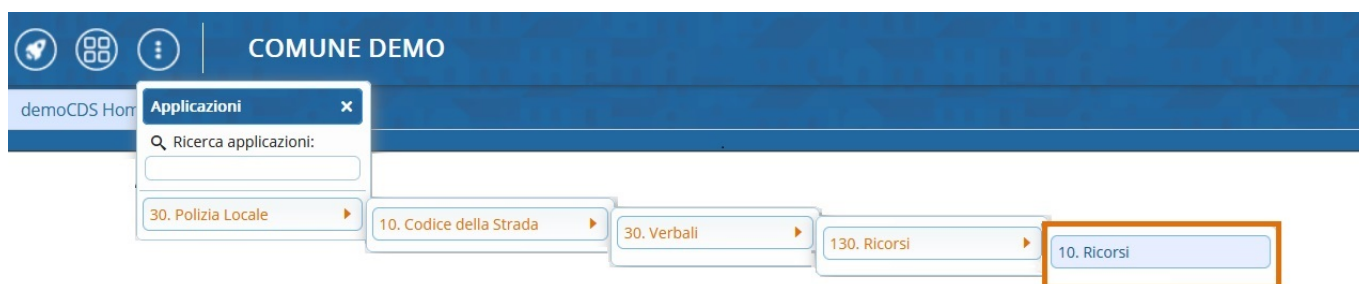 COMUNE DEMO
demoCDS Hom
Applicazioni
Ricerca applicazioni:
30. Polizia Locale
10. Codice della Strada
30. Verbali
130. Ricorsi
10. Ricorsi